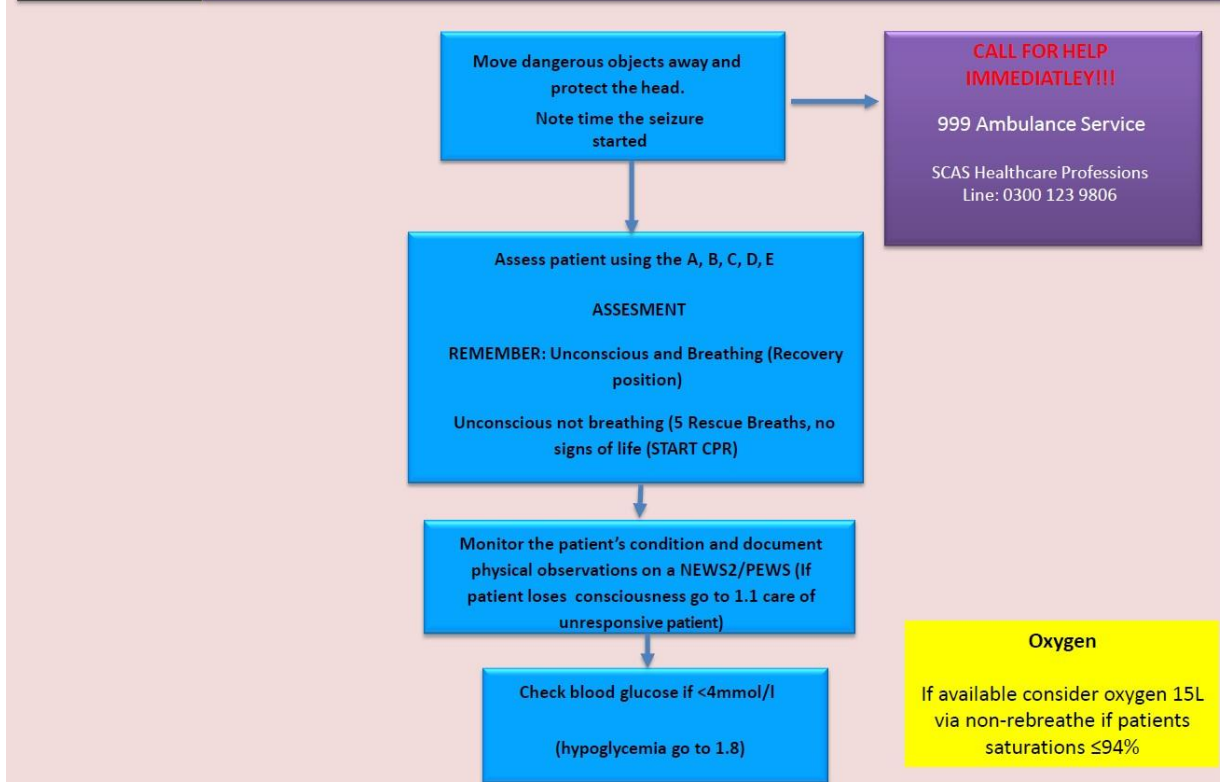 Move dangerous objects away and
protect the head.
Note time the seizure
started
CALL FOR HELP
IMMEDIATLEY!!!
999 Ambulance Service
SCAS Healthcare Professions
Line: 0300 123 9806
Assess patient using the A, B, C, D, E
ASSESMENT
REMEMBER: Unconscious and Breathing (Recovery
position)
Unconscious not breathing (5 Rescue Breaths, no
signs of life (START CPR)
Monitor the patient’s condition and document
physical observations on a NEWS2/PEWS (If
patient loses consciousness go to 1.1 care of
unresponsive patient)
Check blood glucose if <4mmol/l
(hypoglycemia go to 1.8)
Oxygen
If available consider oxygen 15L
via non-rebreathe if patients
saturations ≤94%